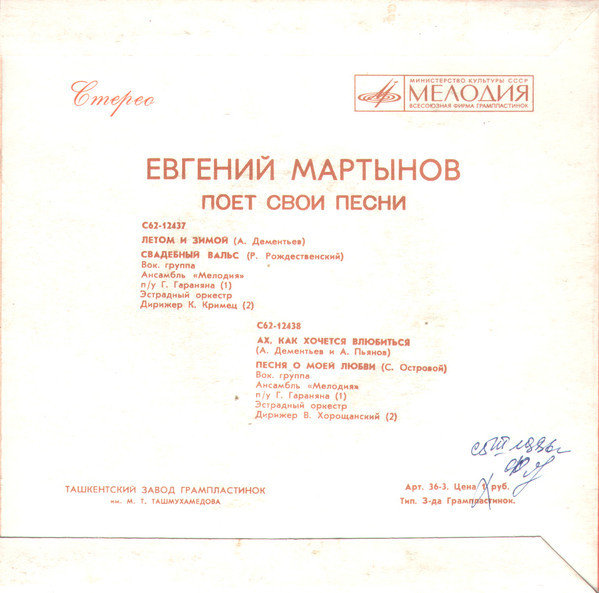 Стерео
МИНИСТЕРСТВО КУЛЬТУРЫ СССР
МЕЛОДИЯ
ВСЕСОЮЗНАЯ ФИРМА ГРАМПЛАСТИНОК
ЕВГЕНИЙ МАРТЫНОВ
ПОЕТ СВОИ ПЕСНИ
С62-12437
ЛЕТОМ И ЗИМОЙ (А. Дементьев)
СВАДЕБНЫЙ ВАЛЬС (Р. Рождественский)
Вок. группа
Ансамбль «Мелодия»
п/у Г. Гараняна (1)
Эстрадный оркестр
Дирижер К. Кримец (2)
С62-12438
АХ, КАК ХОЧЕТСЯ ВЛЮБИТЬСЯ
(А. Дементьев и А. Пьянов)
ПЕСНЯ О МОЕЙ ЛЮБВИ (С. Островой)
Вок. группа
Ансамбль «Мелодия»
п/у Г. Гараняна (1)
Эстрадный оркестр
Дирижер В. Хорощанский (2)
ТАШКЕНТСКИЙ ЗАВОД ГРАМПЛАСТИНОК
им. М. Т. ТАШМУХАМЕДОВА
Арт. 36-3. Цена 1 руб.
Тип. З-да Грампластинок.